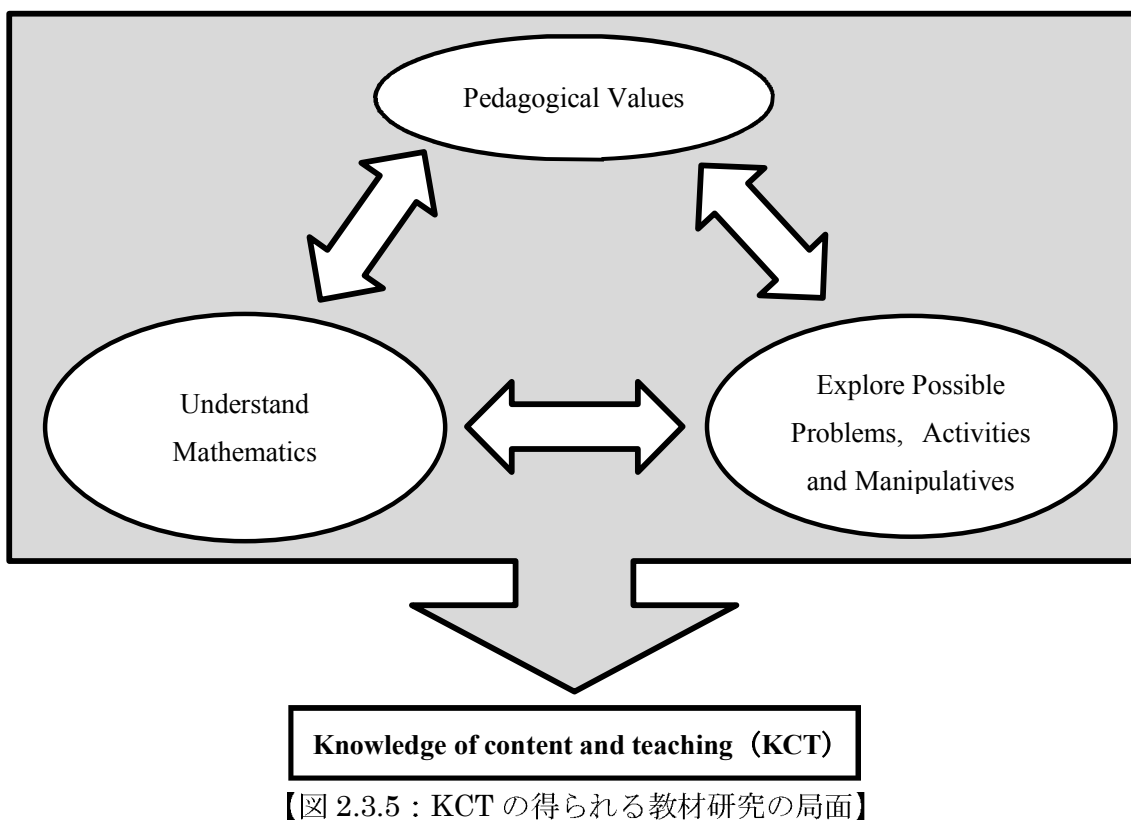 Pedagogical Values
Understand
Mathematics
Explore Possible
Problems, Activities
and Manipulatives
Knowledge of content and teaching（KCT）
【図 2.3.5：KCT の得られる教材研究の局面】